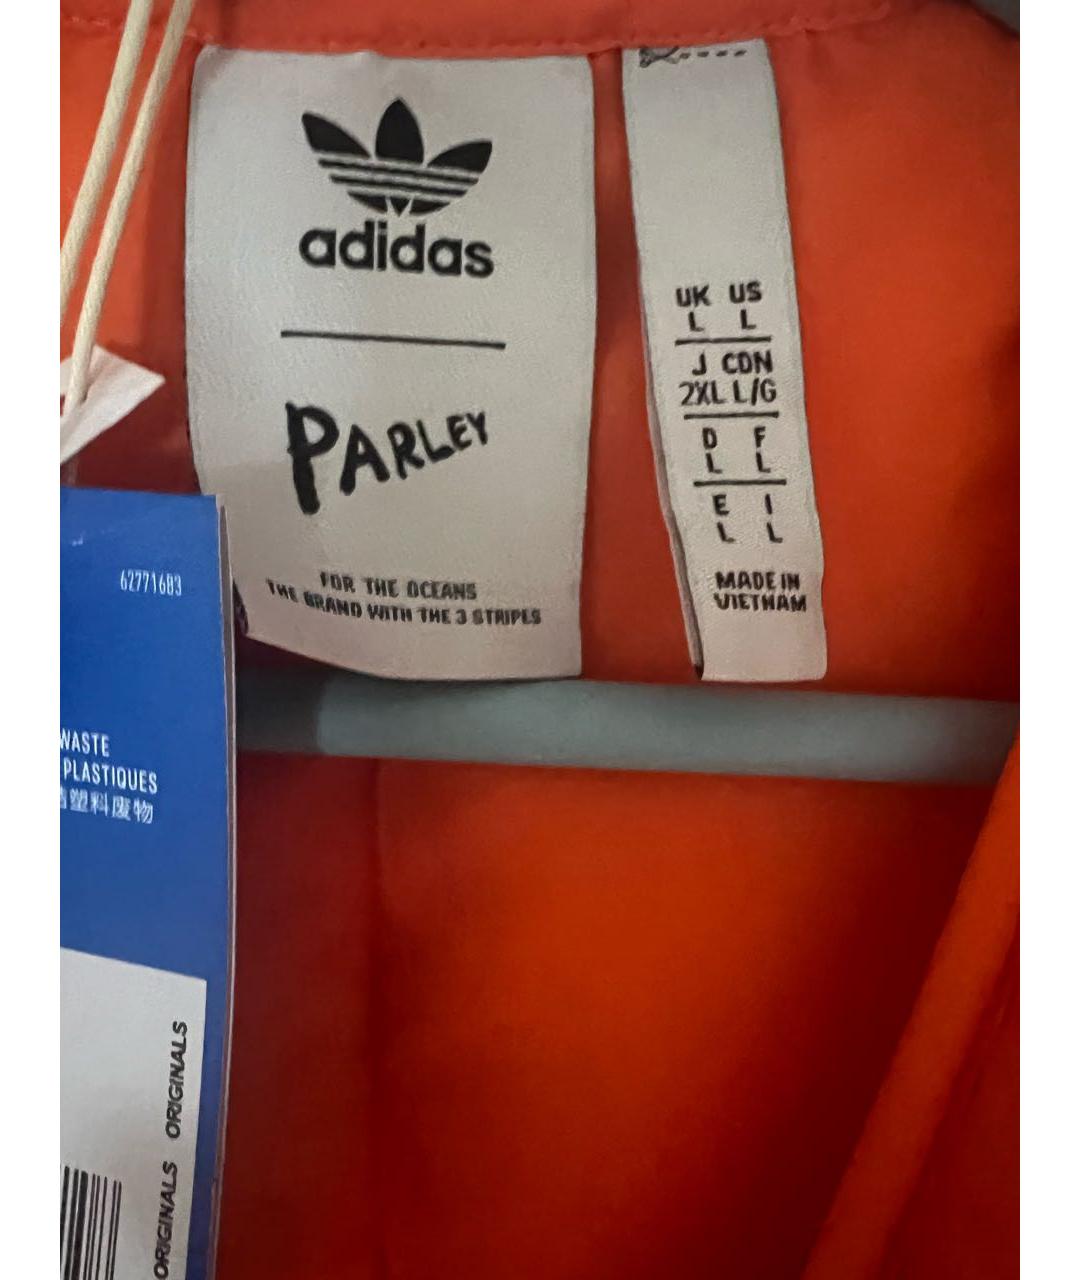 adidas
PARLEY
FOR THE OCEANS
THE BRAND WITH THE 3 STRIPES
UK US
L L
J CDN
2XL L/G
D F
L L
E I
L L
MADE IN
VIETNAM
62771683
WASTE
PLASTIQUES
塑料废物
ORIGINALS
ORIGINALS